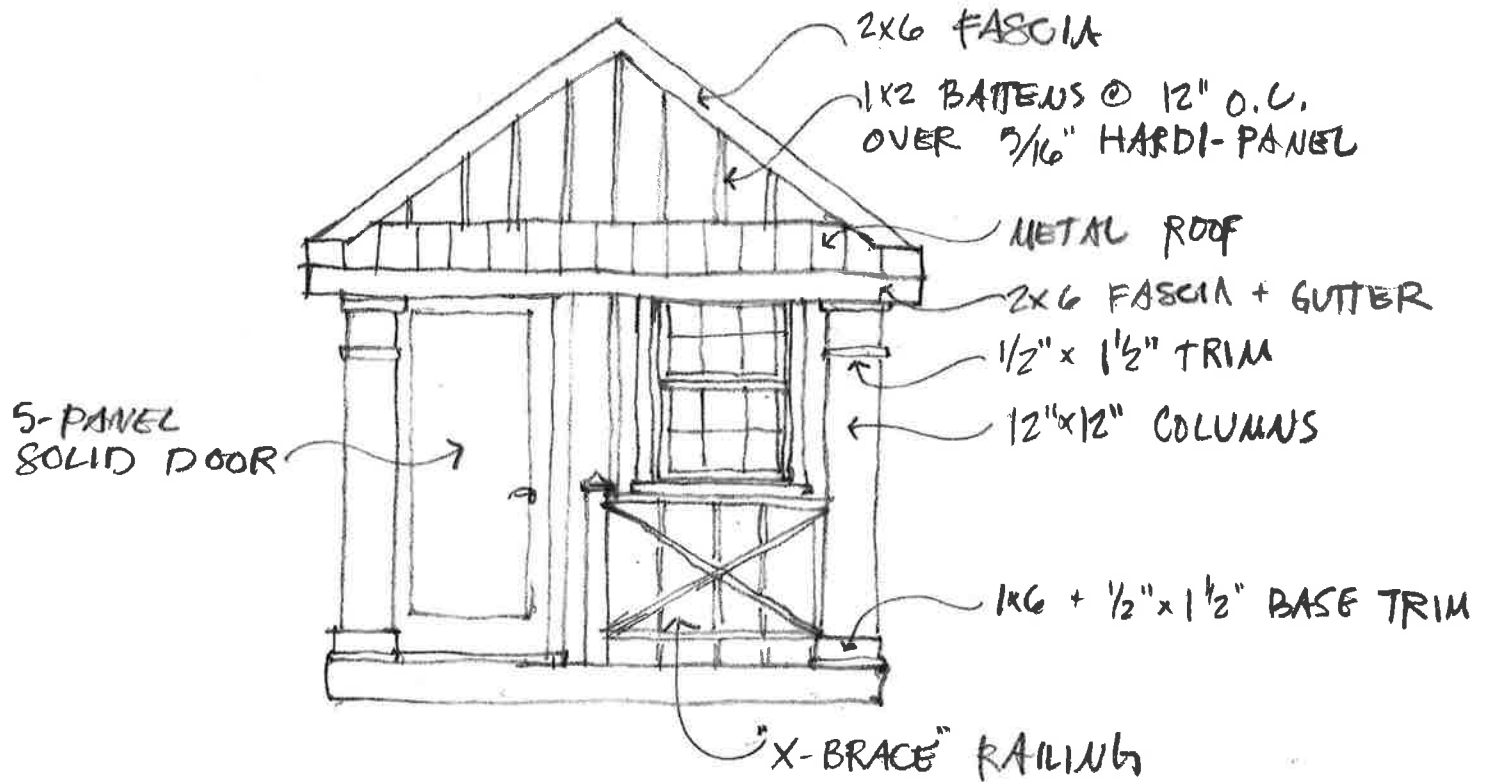 2X6 FASCIA
1X2 BATTENS @ 12" O.C.
OVER 5/16" HARDI-PANEL
METAL ROOF
2X6 FASCIA + GUTTER
1/2" x 1 1/2" TRIM
5-PANEL
SOLID DOOR
12"x12" COLUMNS
1x6 + 1/2" x 1 1/2" BASE TRIM
"X-BRACE" RAILING